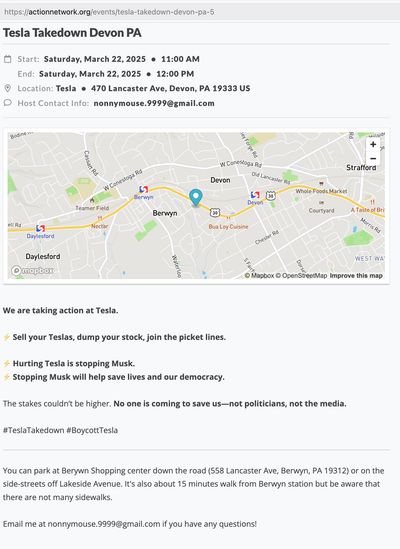 https://actionnetwork.org/events/tesla-takedown-devon-pa-5
Tesla Takedown Devon PA
Start: Saturday, March 22, 2025 • 11:00 AM
End: Saturday, March 22, 2025 • 12:00 PM
Location: Tesla • 470 Lancaster Ave, Devon, PA 19333 US
Host Contact Info: nonnymouse.9999@gmail.com
+
−
Strafford
W Conestoga Rd
Devon
Old Lancaster Rd
Cassatt Rd
W Conestoga Rd
Whole Foods Market
Berwyn
Devon
30
Teamer Field
Courtyard
Berwyn
30
A Taste of Bri
Nectar
Bua Loy Cuisine
Daylesford
Chester Rd
Daylesford
Waterloo
WEST WA
mapbox
© Mapbox © OpenStreetMap Improve this map
We are taking action at Tesla.
⚡ Sell your Teslas, dump your stock, join the picket lines.
⚡ Hurting Tesla is stopping Musk.
⚡ Stopping Musk will help save lives and our democracy.
The stakes couldn't be higher. No one is coming to save us—not politicians, not the media.
#TeslaTakedown #BoycottTesla
You can park at Berywn Shopping center down the road (558 Lancaster Ave, Berwyn, PA 19312) or on the
side-streets off Lakeside Avenue. It's also about 15 minutes walk from Berwyn station but be aware that
there are not many sidewalks.
Email me at nonnymouse.9999@gmail.com if you have any questions!